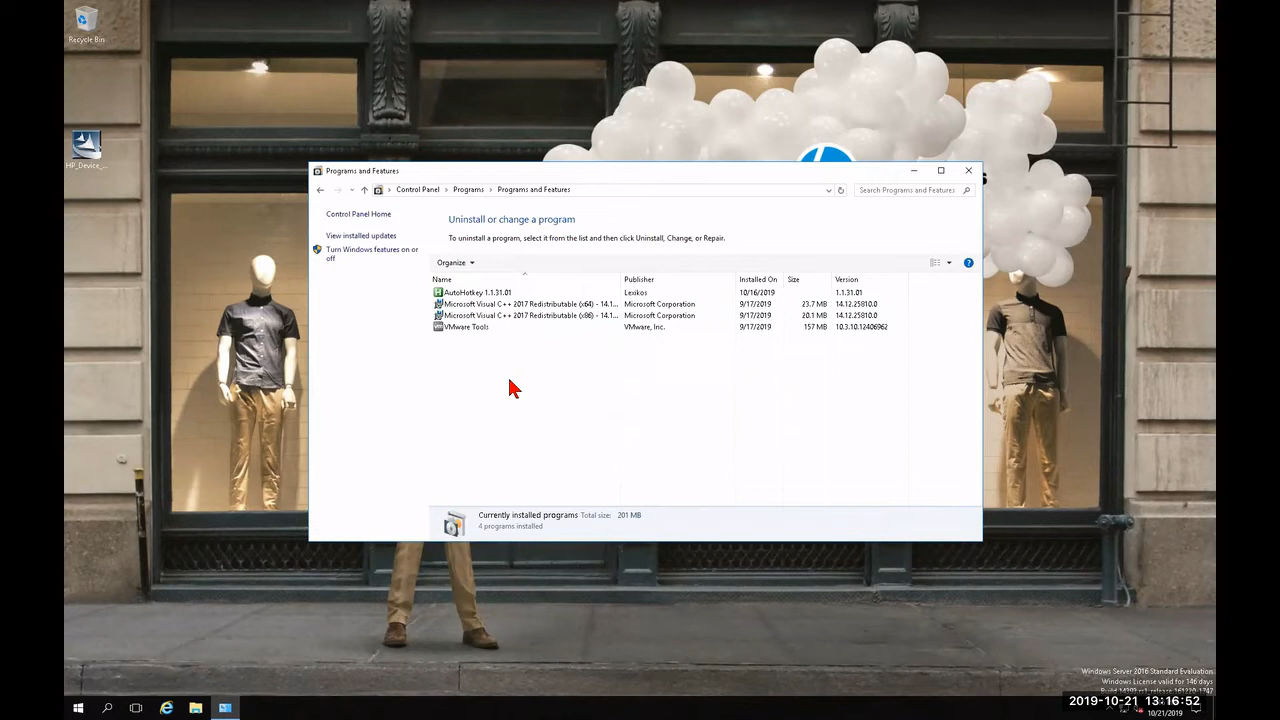 Recycle Bin
HP_Device_...
Programs and Features
Control Panel > Programs > Programs and Features
Search Programs and Features
Control Panel Home
View installed updates
Turn Windows features on or
off
Uninstall or change a program
To uninstall a program, select it from the list and then click Uninstall, Change, or Repair.
Organize
Name Publisher Installed On Size Version
AutoHotkey 1.1.31.01 Lexikos 10/16/2019 1.1.31.01
Microsoft Visual C++ 2017 Redistributable (x64) - 14.1... Microsoft Corporation 9/17/2019 23.7 MB 14.12.25810.0
Microsoft Visual C++ 2017 Redistributable (x86) - 14.1... Microsoft Corporation 9/17/2019 20.1 MB 14.12.25810.0
VMware Tools VMware, Inc. 9/17/2019 157 MB 10.3.10.12406962
Currently installed programs Total size: 201 MB
4 programs installed
Windows Server 2016 Standard Evaluation
Windows License valid for 146 days
2019-10-21 13:16:52
10/21/2019